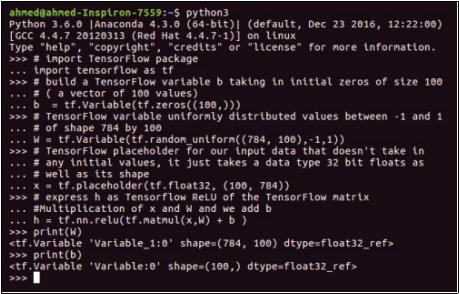 ahmed@ahmed-Inspiron-7559:~$ python3
Python 3.6.0 |Anaconda 4.3.0 (64-bit)| (default, Dec 23 2016, 12:22:00)
[GCC 4.4.7 20120313 (Red Hat 4.4.7-1)] on linux
Type "help", "copyright", "credits" or "license" for more information.
>>> # import TensorFlow package
... import tensorflow as tf
>>> # build a TensorFlow variable b taking in initial zeros of size 100
... # ( a vector of 100 values)
... b  = tf.Variable(tf.zeros((100,)))
>>> # TensorFlow variable uniformly distributed values between -1 and 1
... # of shape 784 by 100
... W = tf.Variable(tf.random_uniform((784, 100),-1,1))
>>> # TensorFlow placeholder for our input data that doesn't take in
... # any initial values, it just takes a data type 32 bit floats as
... # well as its shape
... x = tf.placeholder(tf.float32, (100, 784))
>>> # express h as Tensorflow ReLU of the TensorFlow matrix
... #Multiplication of x and W and we add b
... h = tf.nn.relu(tf.matmul(x,W) + b )
>>> print(W)
<tf.Variable 'Variable_1:0' shape=(784, 100) dtype=float32_ref>
>>> print(b)
<tf.Variable 'Variable:0' shape=(100,) dtype=float32_ref>
>>>